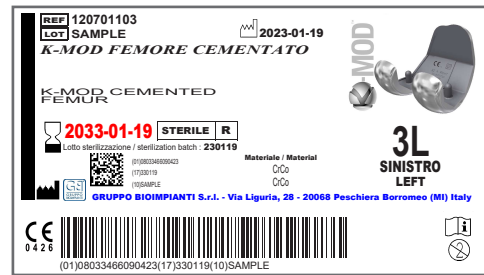 REF 120701103
LOT SAMPLE
2023-01-19
K-MOD FEMORE CEMENTATO
K-MOD CEMENTED
FEMUR
K-MOD™
2033-01-19 STERILE R
Lotto sterilizzazione / sterilization batch : 230119
(01)08033466090423
(17)330119
(10)SAMPLE
Materiale / Material
CrCo
CrCo
3L
SINISTRO
LEFT
GRUPPO BIOIMPIANTI S.r.l. - Via Liguria, 28 - 20068 Peschiera Borromeo (MI) Italy
CE
0426
(01)08033466090423(17)330119(10)SAMPLE
i
2